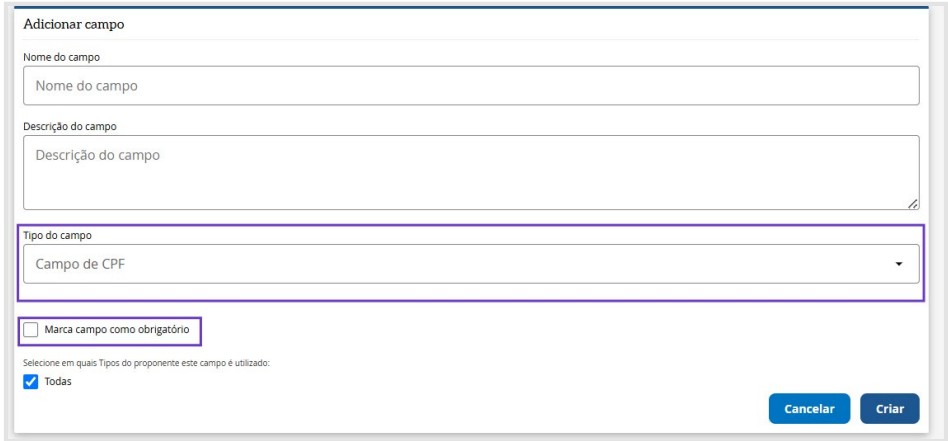 Adicionar campo
Nome do campo
Nome do campo
Descrição do campo
Descrição do campo
Tipo do campo
Campo de CPF
Marca campo como obrigatório
Selecione em quais Tipos do proponente este campo é utilizado:
Todas
Cancelar
Criar